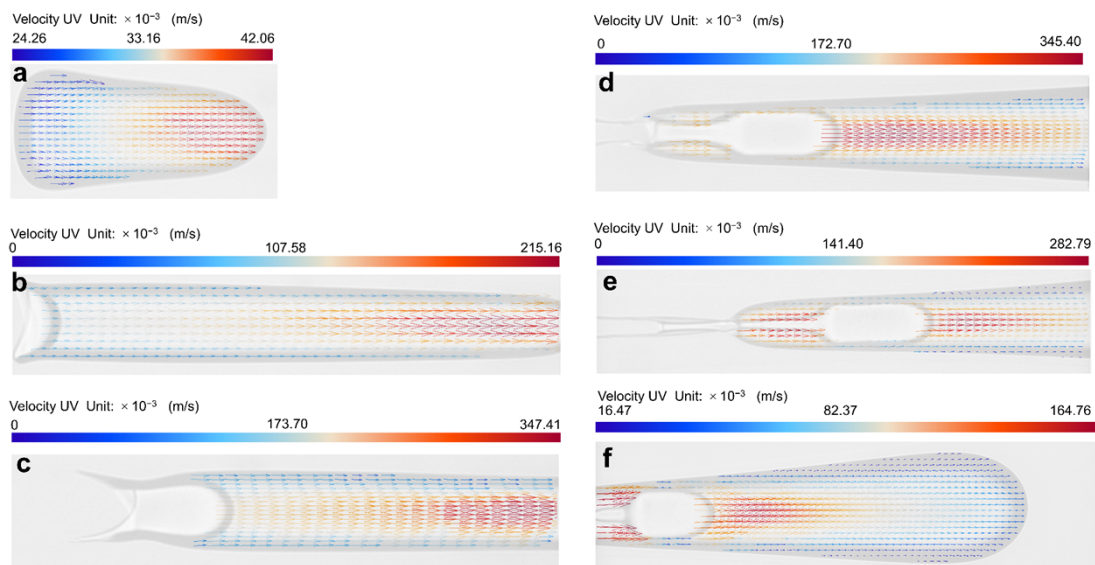 Velocity UV Unit: × 10⁻³ (m/s)
24.26 33.16 42.06
a
Velocity UV Unit: × 10⁻³ (m/s)
0 107.58 215.16
b
Velocity UV Unit: × 10⁻³ (m/s)
0 173.70 347.41
c
Velocity UV Unit: × 10⁻³ (m/s)
0 172.70 345.40
d
Velocity UV Unit: × 10⁻³ (m/s)
0 141.40 282.79
e
Velocity UV Unit: × 10⁻³ (m/s)
16.47 82.37 164.76
f